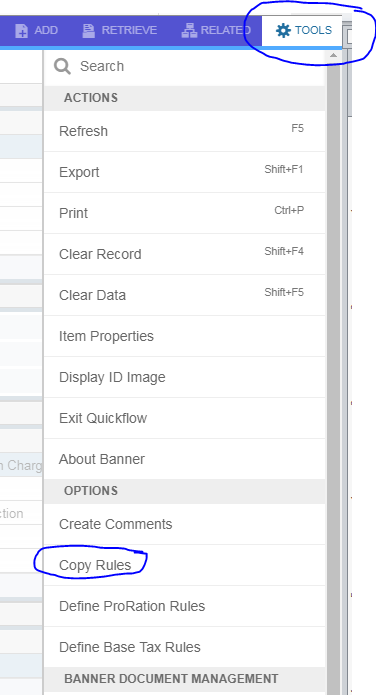 ADD RETRIEVE RELATED TOOLS
Search
ACTIONS
Refresh F5
Export Shift+F1
Print Ctrl+P
Clear Record Shift+F4
Clear Data Shift+F5
Item Properties
Display ID Image
Exit Quickflow
About Banner
OPTIONS
Create Comments
n Charg
ction
Copy Rules
Define ProRation Rules
Define Base Tax Rules
BANNER DOCUMENT MANAGEMENT